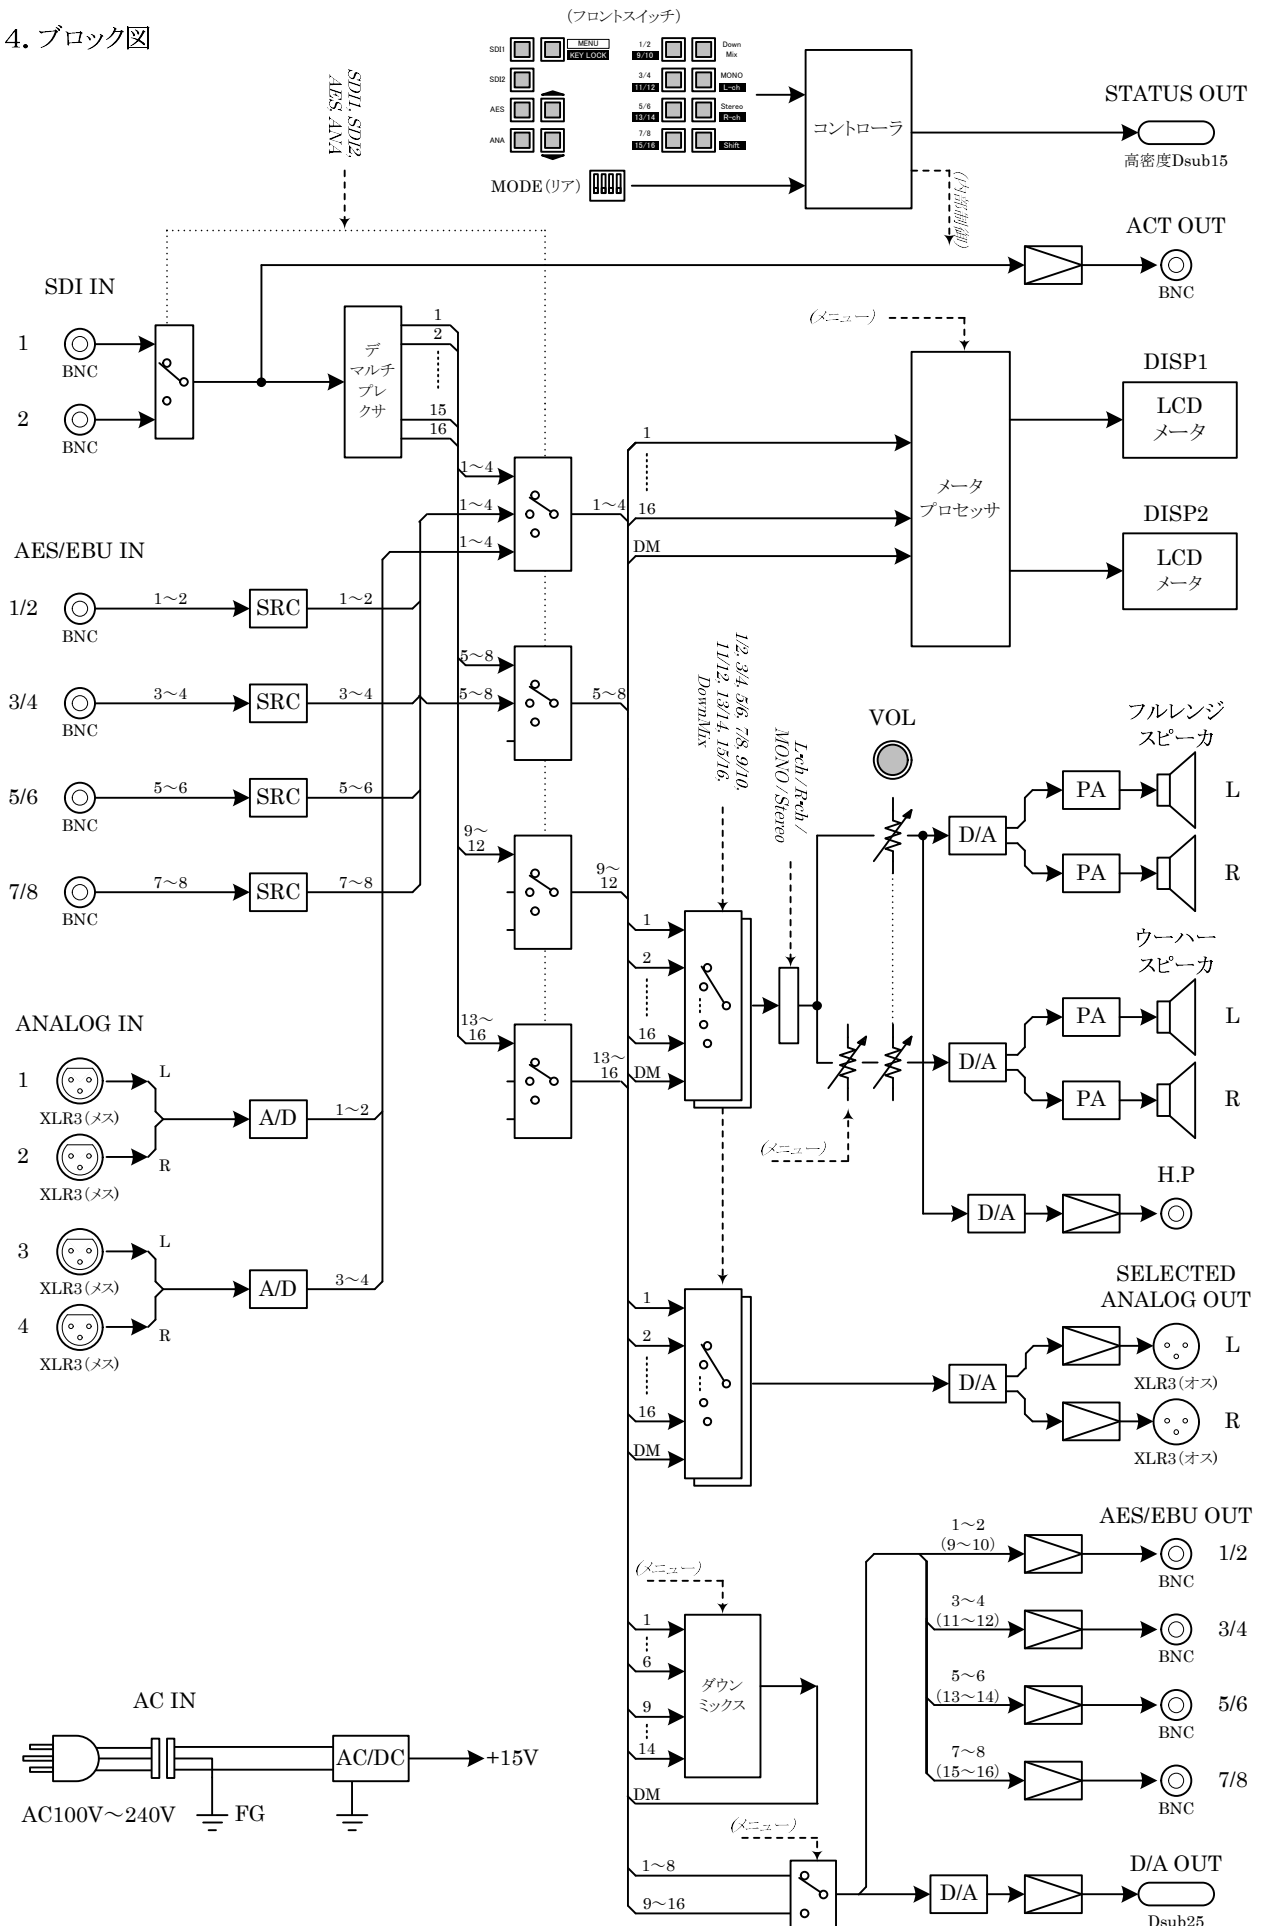 4. ブロック図
(フロントスイッチ)
SDI1
MENU
KEY LOCK
1/2
9/10
Down
Mix
SDI2
3/4
11/12
MONO
L-ch
AES
5/6
13/14
Stereo
R-ch
ANA
7/8
15/16
Shift
MODE(リア)
コントローラ
STATUS OUT
高密度Dsub15
(内部制御)
SDI1, SDI2,
AES, ANA
ACT OUT
BNC
SDI IN
1
BNC
2
BNC
デ
マルチ
プレ
クサ
1
2
15
16
(メニュー)
メータ
プロセッサ
DISP1
LCD
メータ
DISP2
LCD
メータ
1
16
DM
1~4
1~4
1~4
1~4
AES/EBU IN
1/2
BNC
1~2
SRC
1~2
3/4
BNC
3~4
SRC
3~4
5/6
BNC
5~6
SRC
5~6
7/8
BNC
7~8
SRC
7~8
5~8
5~8
5~8
9~
12
9~
12
13~
16
13~
16
1/2, 3/4, 5/6, 7/8, 9/10,
11/12, 13/14, 15/16,
DownMix
L-ch / R-ch /
MONO / Stereo
VOL
1
2
16
DM
(メニュー)
D/A
PA
PA
フルレンジ
スピーカ
L
R
D/A
PA
PA
ウーハー
スピーカ
L
R
H.P
D/A
ANALOG IN
1
XLR3(メス)
L
2
XLR3(メス)
R
A/D
1~2
3
XLR3(メス)
L
4
XLR3(メス)
R
A/D
3~4
1
2
16
DM
D/A
SELECTED
ANALOG OUT
L
XLR3(オス)
R
XLR3(オス)
(メニュー)
1
6
9
14
DM
ダウン
ミックス
AES/EBU OUT
1~2
(9~10)
1/2
BNC
3~4
(11~12)
3/4
BNC
5~6
(13~14)
5/6
BNC
7~8
(15~16)
7/8
BNC
AC IN
AC/DC
+15V
AC100V~240V
FG
(メニュー)
1~8
9~16
D/A
D/A OUT
Dsub25